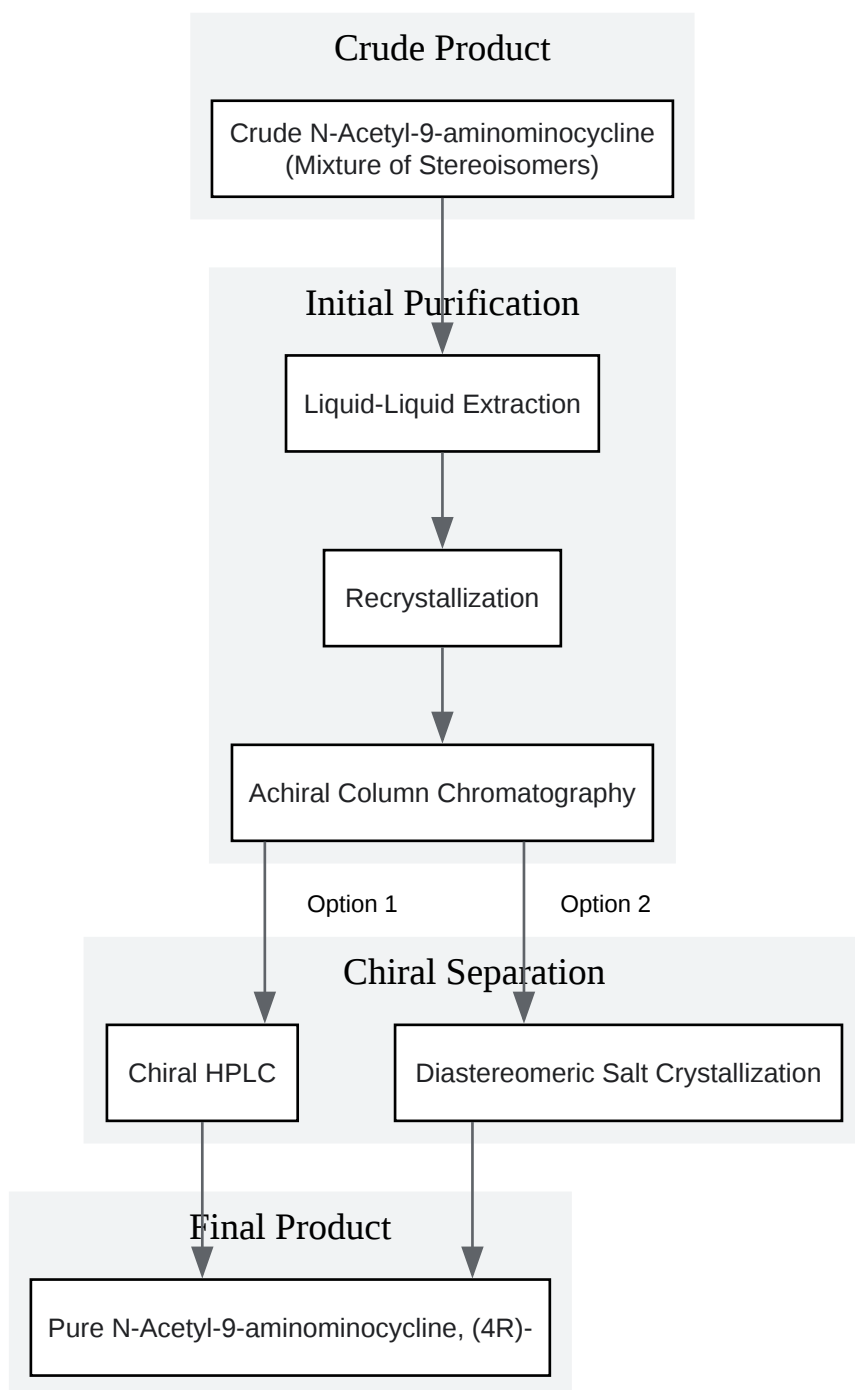 Crude Product
Crude N-Acetyl-9-aminominocycline
(Mixture of Stereoisomers)
Initial Purification
Liquid-Liquid Extraction
Recrystallization
Achiral Column Chromatography
Option 1
Option 2
Chiral Separation
Chiral HPLC
Diastereomeric Salt Crystallization
Final Product
Pure N-Acetyl-9-aminominocycline, (4R)-